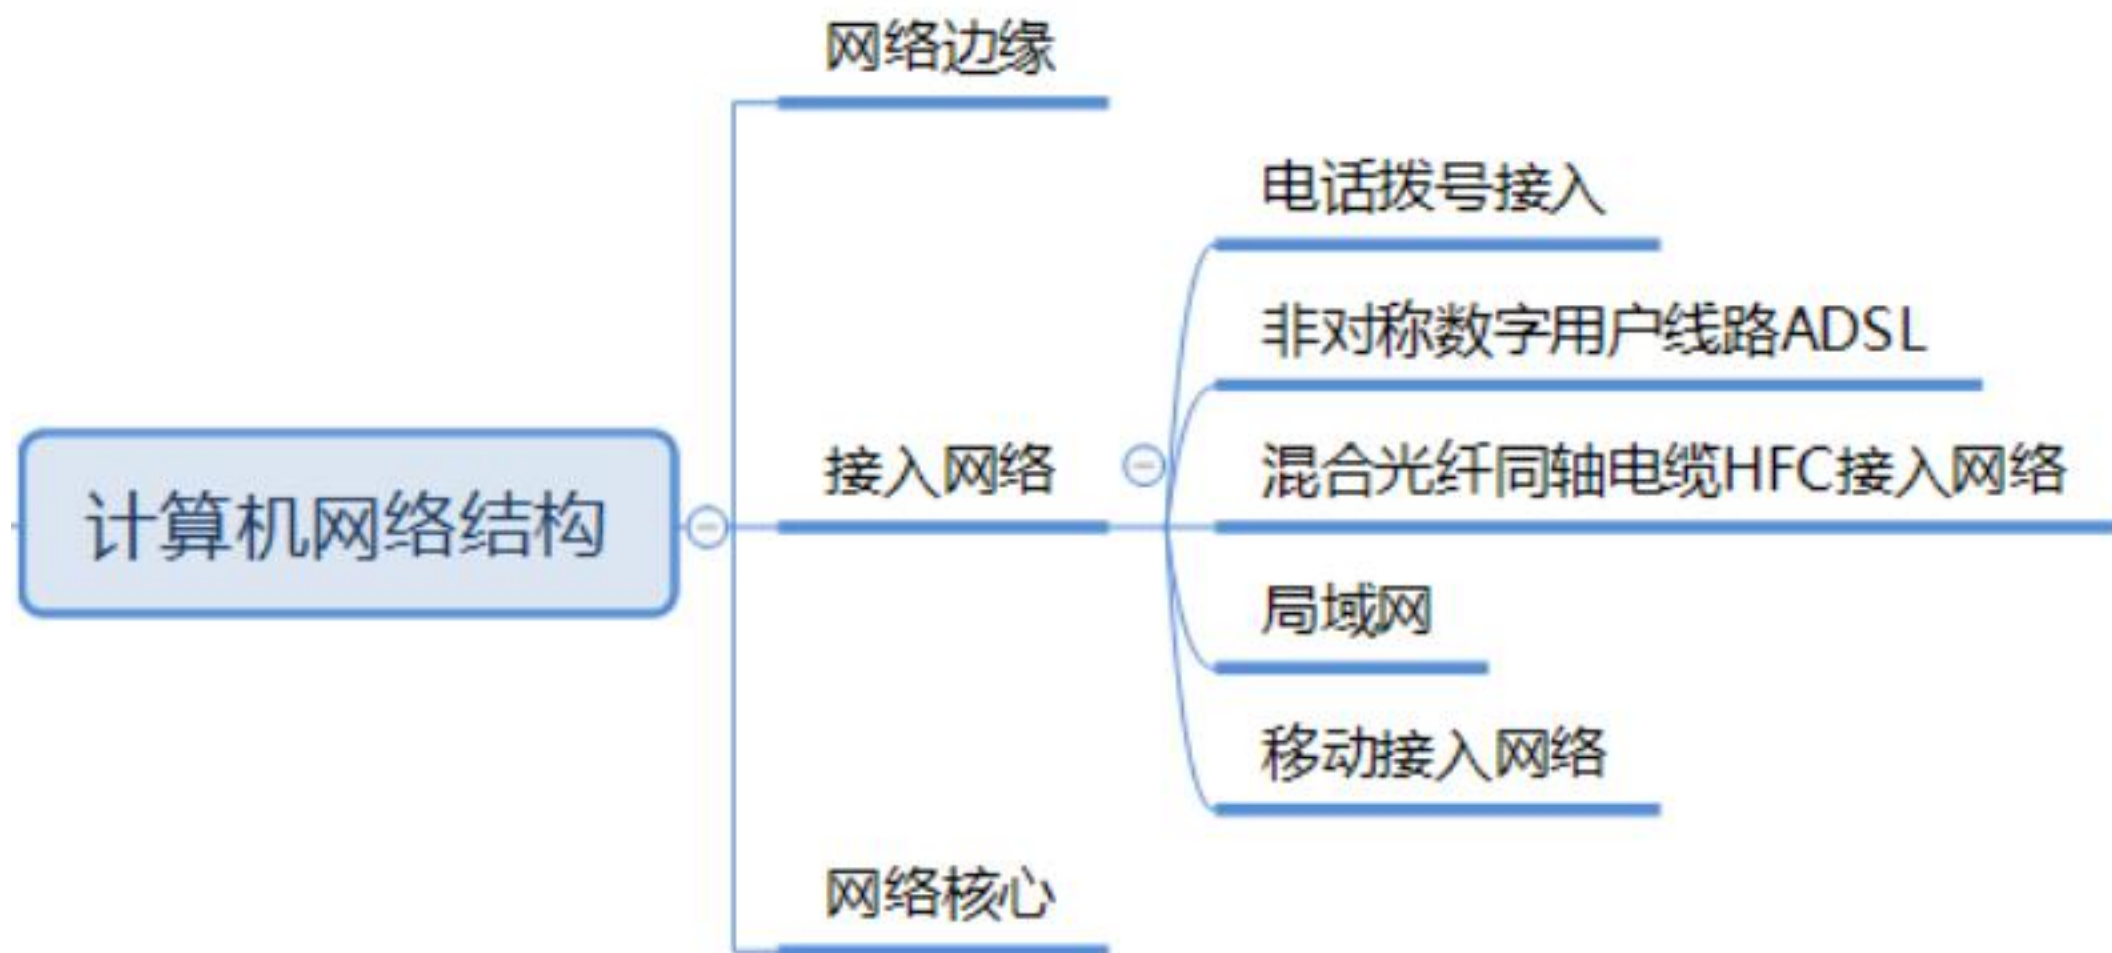 网络边缘
电话拨号接入
非对称数字用户线路ADSL
接入网络
混合光纤同轴电缆HFC接入网络
计算机网络结构
局域网
移动接入网络
网络核心